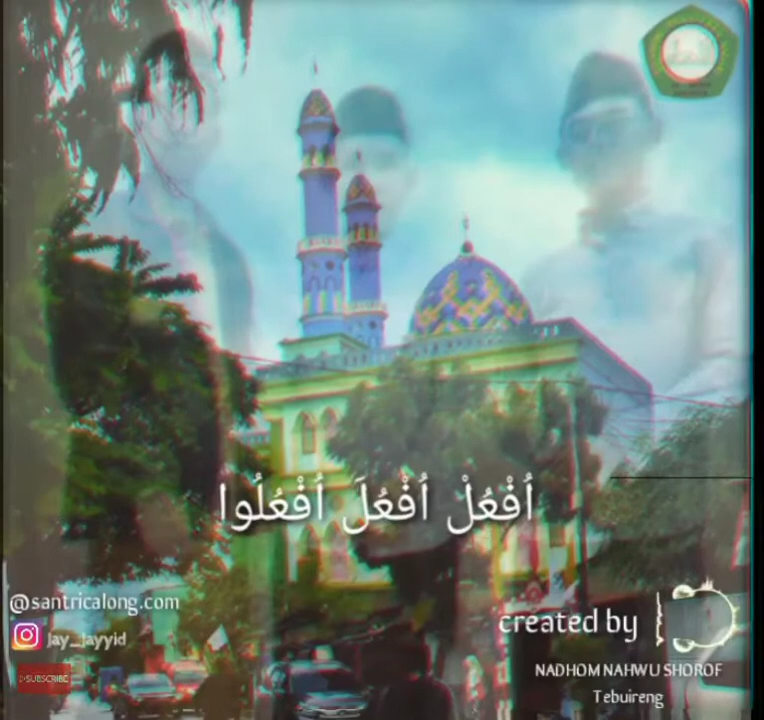 اُفْعُلْ اُفْعُلَ اُفْعُلُوا
@santricalong.com
Jay_Jayyid
SUBSCRIBE
created by
NADHOM NAHWU SHOROF
Tebuireng